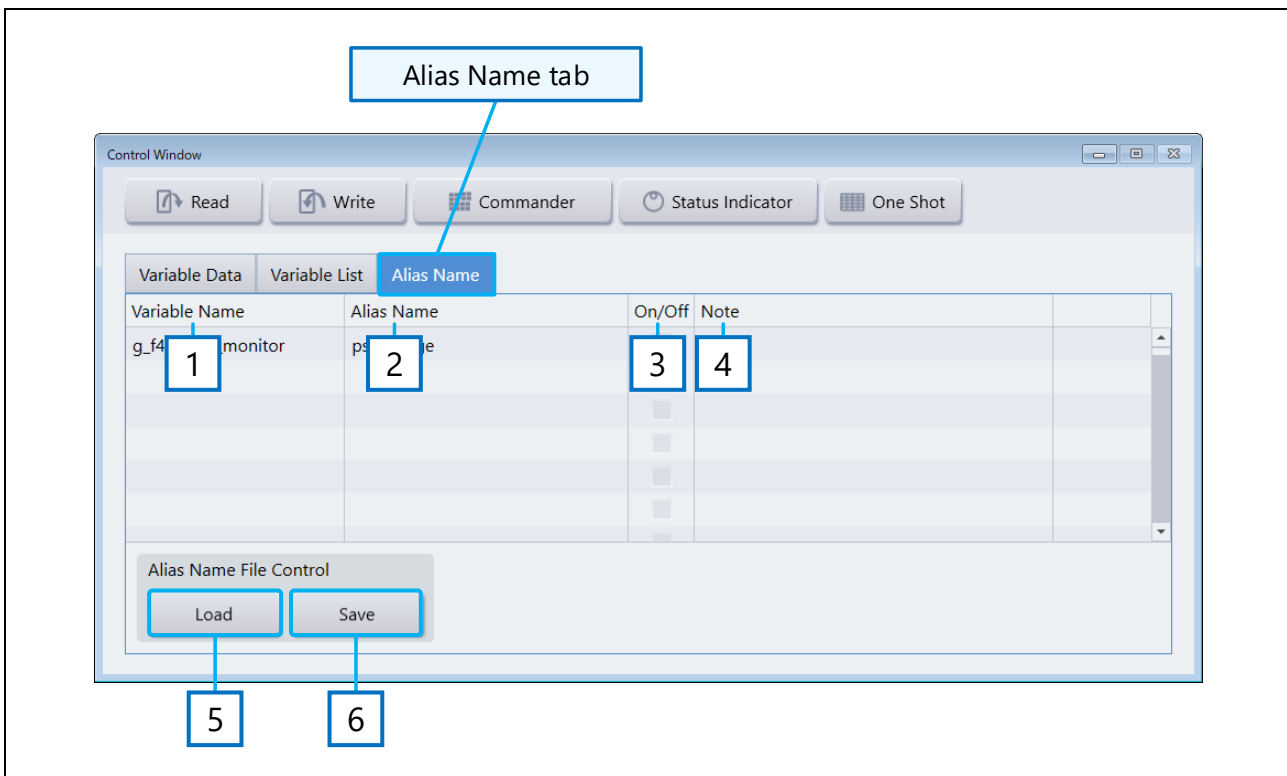 Alias Name tab
Control Window
Read Write Commander Status Indicator One Shot
Variable Data Variable List Alias Name
Variable Name Alias Name On/Off Note
1 2 3 4
Alias Name File Control
Load Save
5 6